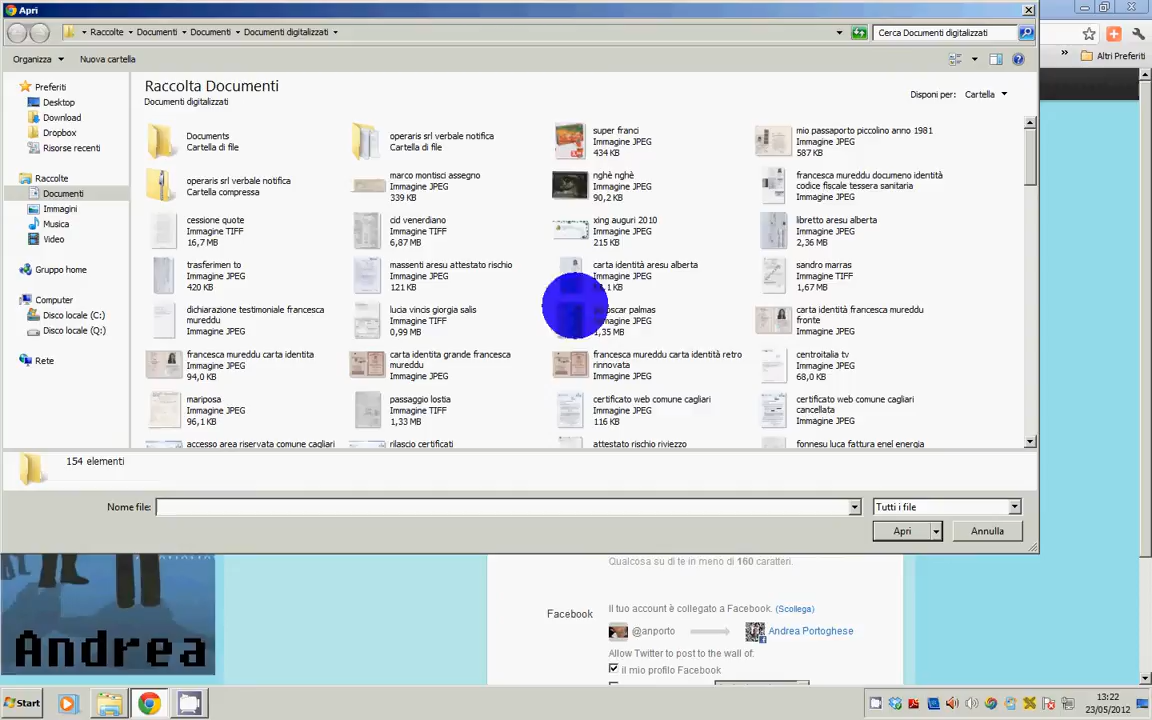 Apri
Raccolte Documenti Documenti Documenti digitalizzati
Cerca Documenti digitalizzati
Organizza Nuova cartella
Altri Preferiti
Preferiti
Desktop
Download
Dropbox
Risorse recenti
Raccolte
Documenti
Immagini
Musica
Video
Gruppo home
Computer
Disco locale (C:)
Disco locale (Q:)
Rete
Raccolta Documenti
Documenti digitalizzati
Disponi per: Cartella
Documents
Cartella di file
operaris srl verbale notifica
Cartella di file
super franci
Immagine JPEG
434 KB
mio passaporto piccolino anno 1981
Immagine JPEG
587 KB
operaris srl verbale notifica
Cartella compressa
marco montisci assegno
Immagine JPEG
339 KB
nghè nghè
Immagine JPEG
90,2 KB
francesca mureddu documeno identità
codice fiscale tessera sanitaria
Immagine JPEG
cessione quote
Immagine TIFF
16,7 MB
cid venerdiano
Immagine TIFF
6,87 MB
xing auguri 2010
Immagine JPEG
215 KB
libretto aresu alberta
Immagine JPEG
2,36 MB
trasferimen to
Immagine JPEG
420 KB
massenti aresu attestato rischio
Immagine JPEG
121 KB
carta identità aresu alberta
Immagine JPEG
1 KB
sandro marras
Immagine TIFF
1,67 MB
dichiarazione testimoniale francesca
mureddu
Immagine JPEG
lucia vincis giorgia salis
Immagine TIFF
0,99 MB
oscar palmas
Immagine JPEG
1,35 MB
carta identità francesca mureddu
fronte
Immagine JPEG
francesca mureddu carta identita
Immagine JPEG
94,0 KB
carta identita grande francesca
mureddu
Immagine JPEG
francesca mureddu carta identità retro
rinnovata
Immagine JPEG
centroitalia tv
Immagine JPEG
68,0 KB
mariposa
Immagine JPEG
96,1 KB
passaggio lostia
Immagine TIFF
1,33 MB
certificato web comune cagliari
Immagine JPEG
116 KB
certificato web comune cagliari
cancellata
Immagine JPEG
accesso area riservata comune cagliari
rilascio certificati
attestato rischio riviezzo
fonnesu luca fattura enel energia
154 elementi
Nome file:
Tutti i file
Apri
Annulla
Qualcosa su di te in meno di 160 caratteri.
Facebook
Il tuo account è collegato a Facebook. (Scollega)
@anporto
Andrea Portoghese
Allow Twitter to post to the wall of:
il mio profilo Facebook
Andrea
Start
13:22
23/05/2012